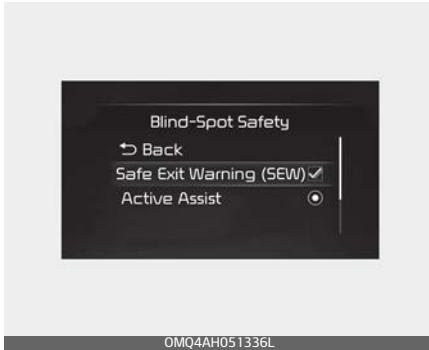 Blind-Spot Safety
Back
Safe Exit Warning (SEW)
Active Assist
OMQ4AH051336L